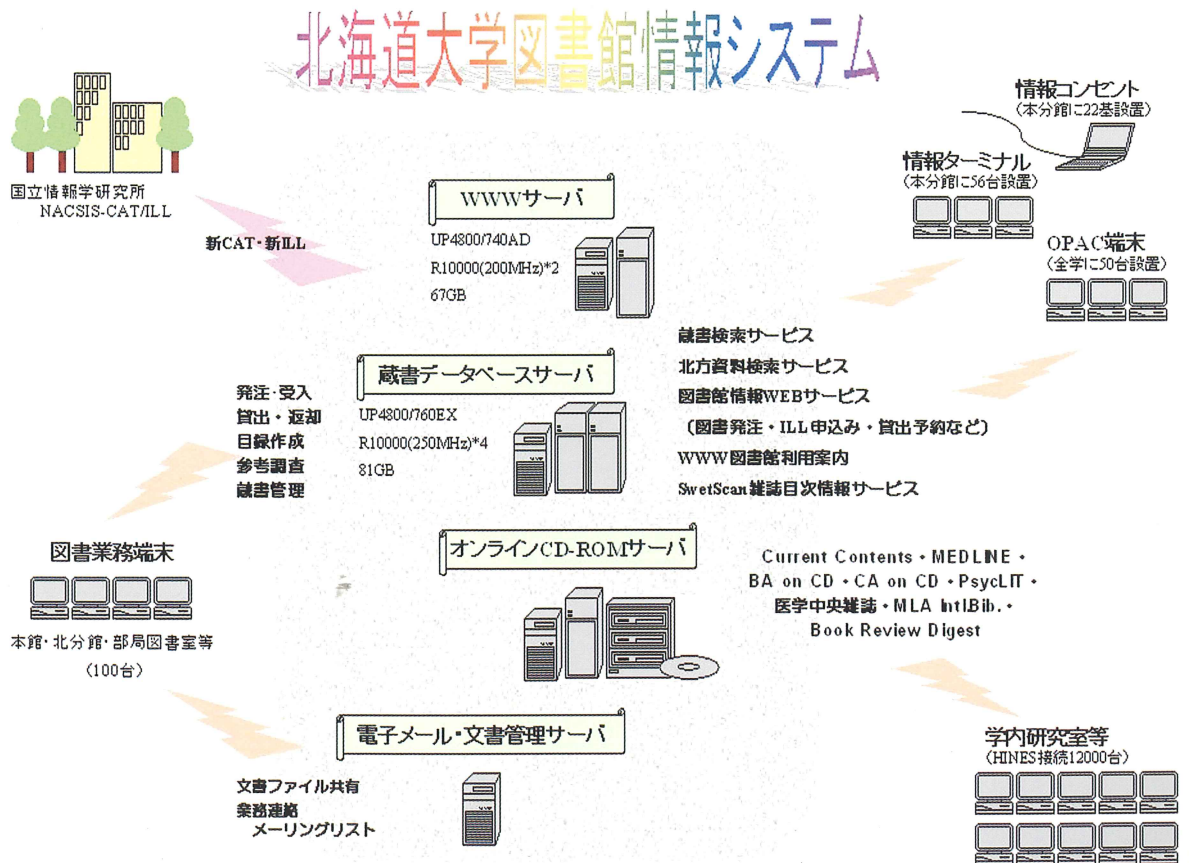 北海道大学図書館情報システム
国立情報学研究所
NACSIS-CAT/ILL
新CAT・新ILL
WWWサーバ
UP4800/740AD
R10000(200MHz)*2
67GB
情報コンセント
(本分館に22基設置)
情報ターミナル
(本分館に56台設置)
OPAC端末
(全学に50台設置)
蔵書データベースサーバ
UP4800/760EX
R10000(250MHz)*4
81GB
発注・受入
貸出・返却
目録作成
参考調査
蔵書管理
蔵書検索サービス
北方資料検索サービス
図書館情報WEBサービス
(図書発注・ILL申込み・貸出予約など)
WWW図書館利用案内
SwetScan雑誌目次情報サービス
図書業務端末
本館・北分館・部局図書室等
(100台)
オンラインCD-ROMサーバ
Current Contents・MEDLINE・
BA on CD・CA on CD・PsycLIT・
医学中央雑誌・MLA Intl.Bib.・
Book Review Digest
電子メール・文書管理サーバ
文書ファイル共有
業務連絡
メーリングリスト
学内研究室等
(HINES接続12000台)